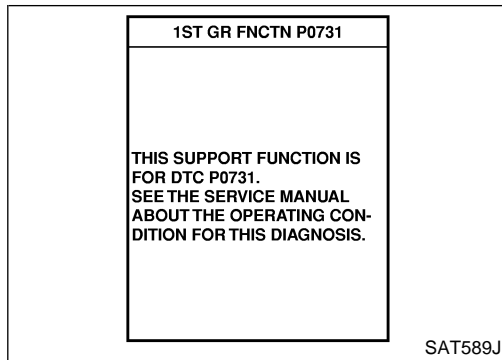 1ST GR FNCTN P0731
THIS SUPPORT FUNCTION IS
FOR DTC P0731.
SEE THE SERVICE MANUAL
ABOUT THE OPERATING CON-
DITION FOR THIS DIAGNOSIS.
SAT589J